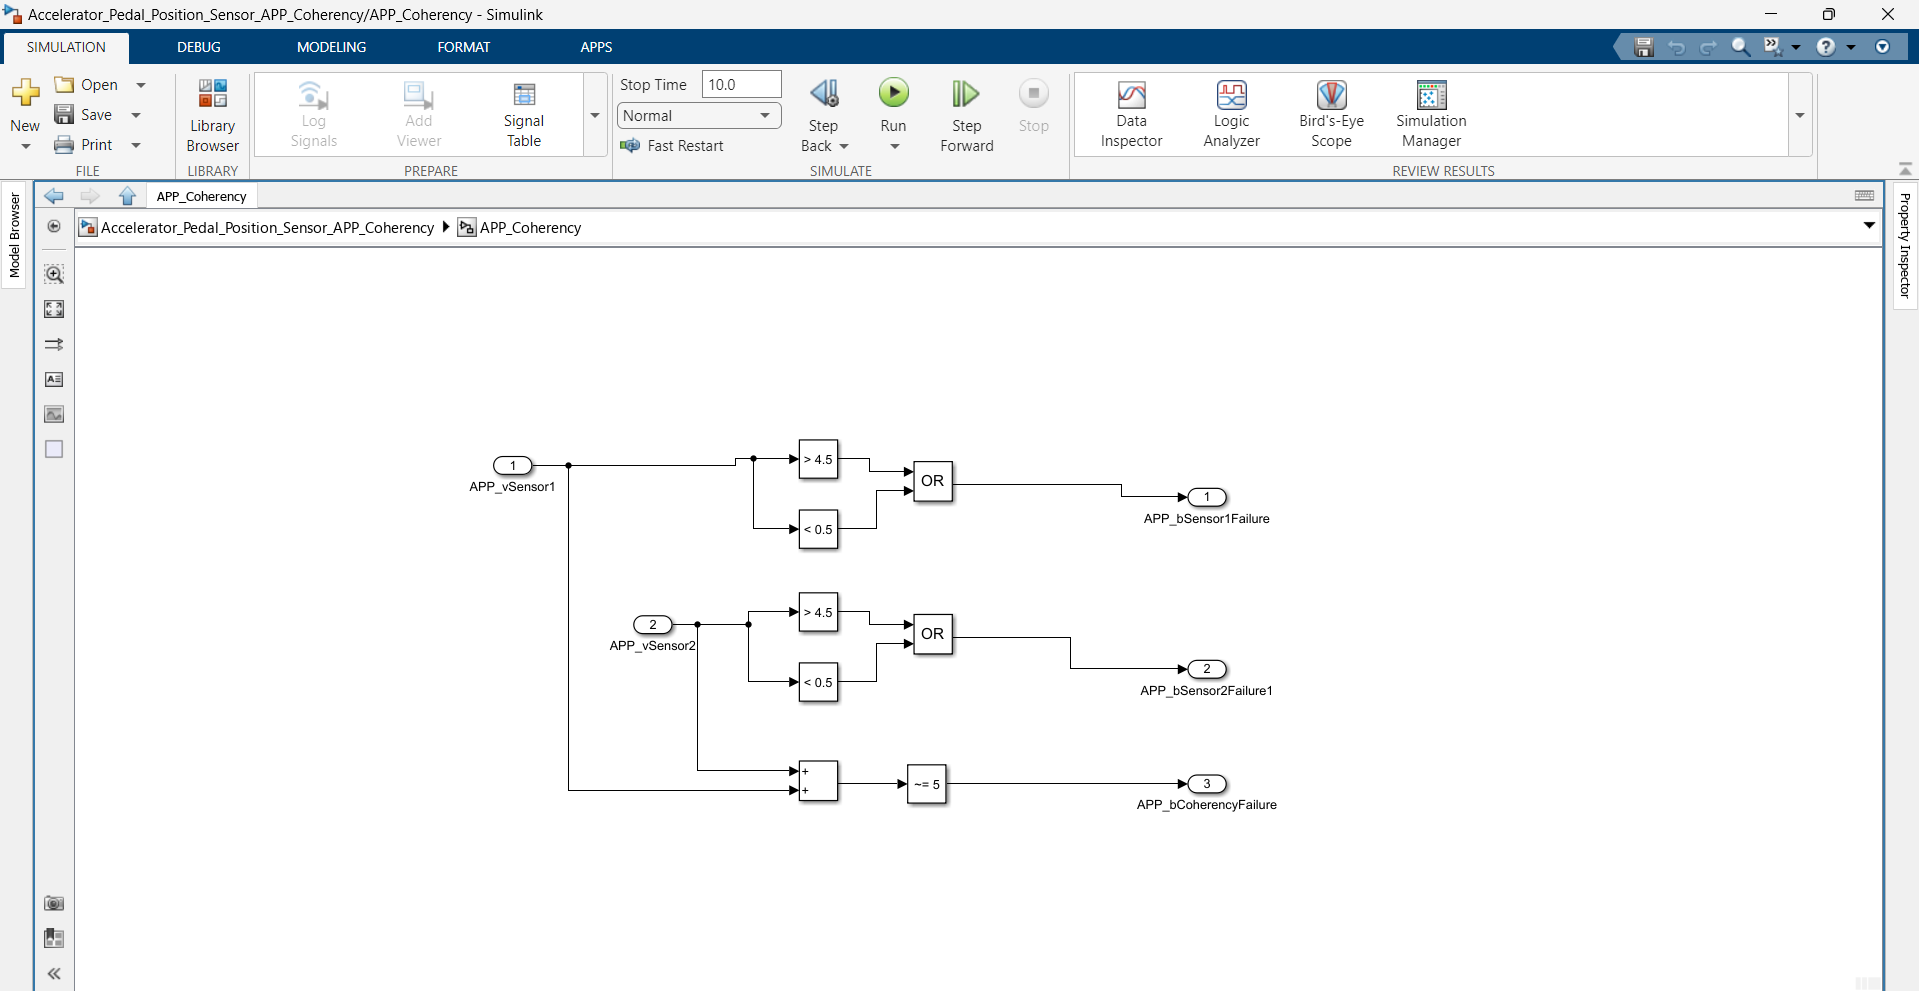 Accelerator_Pedal_Position_Sensor_APP_Coherency/APP_Coherency - Simulink
SIMULATION DEBUG MODELING FORMAT APPS
New
Open
Save
Print
FILE
Library
Browser
LIBRARY
Log
Signals
Add
Viewer
Signal
Table
PREPARE
Stop Time 10.0
Normal
Fast Restart
Step
Back
Run
Step
Forward
Stop
SIMULATE
Data
Inspector
Logic
Analyzer
Bird's-Eye
Scope
Simulation
Manager
REVIEW RESULTS
Model Browser
Property Inspector
APP_Coherency
Accelerator_Pedal_Position_Sensor_APP_Coherency APP_Coherency
1
APP_vSensor1
> 4.5
< 0.5
OR
1
APP_bSensor1Failure
2
APP_vSensor2
> 4.5
< 0.5
OR
2
APP_bSensor2Failure1
+
+
~= 5
3
APP_bCoherencyFailure